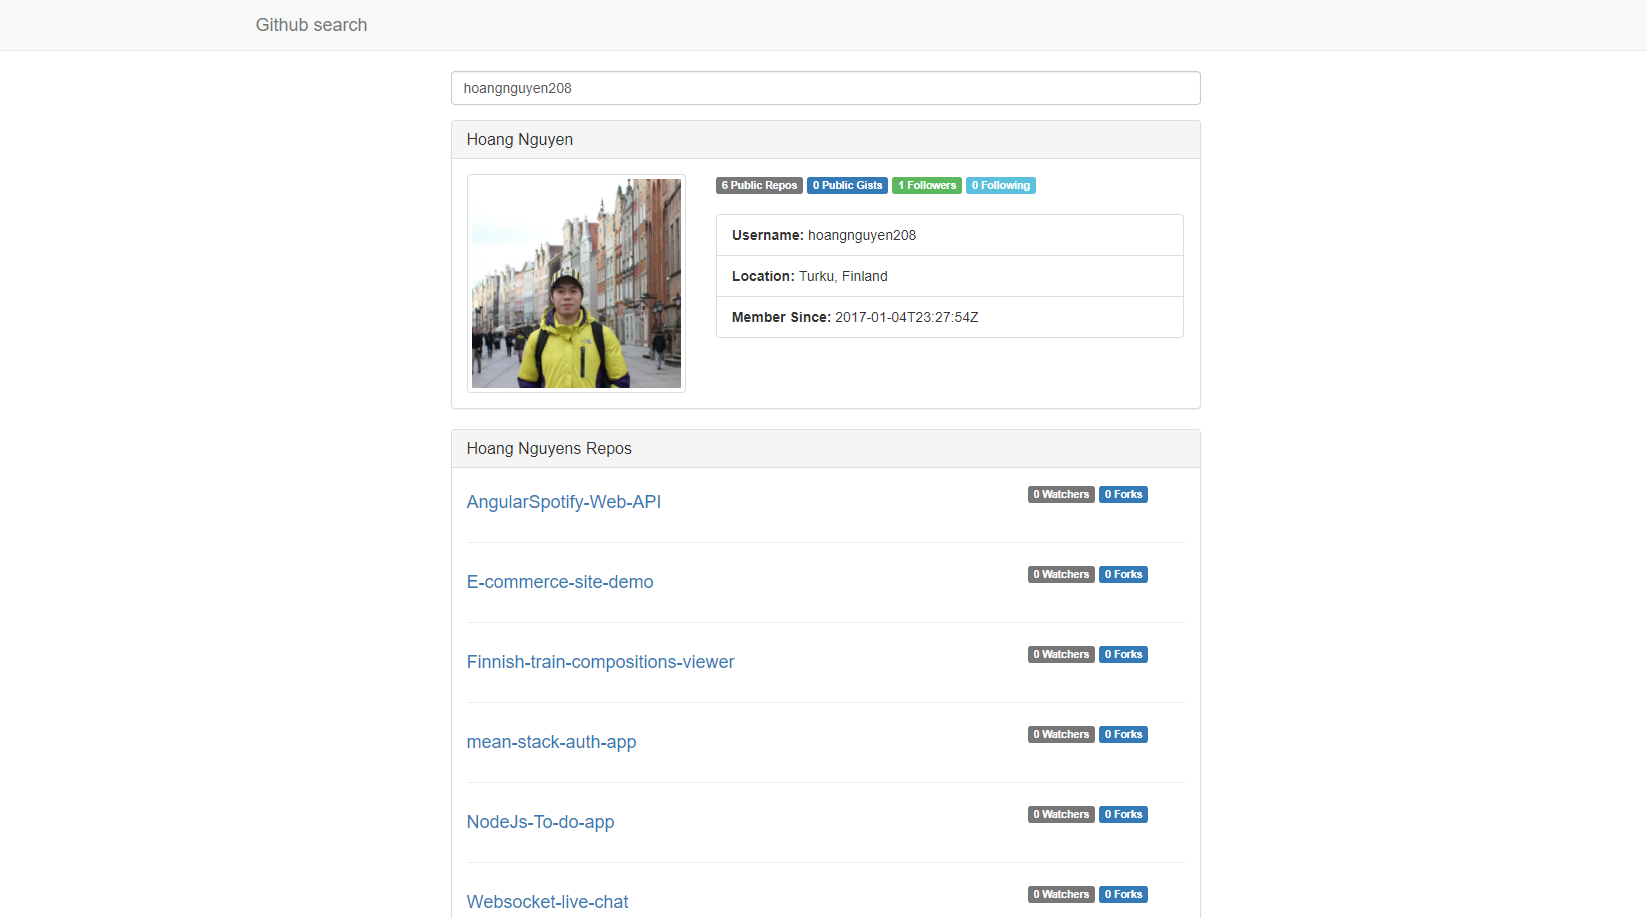 Github search
hoangnguyen208
Hoang Nguyen
6 Public Repos 0 Public Gists 1 Followers 0 Following
Username: hoangnguyen208
Location: Turku, Finland
Member Since: 2017-01-04T23:27:54Z
Hoang Nguyens Repos
AngularSpotify-Web-API 0 Watchers 0 Forks
E-commerce-site-demo 0 Watchers 0 Forks
Finnish-train-compositions-viewer 0 Watchers 0 Forks
mean-stack-auth-app 0 Watchers 0 Forks
NodeJs-To-do-app 0 Watchers 0 Forks
Websocket-live-chat 0 Watchers 0 Forks